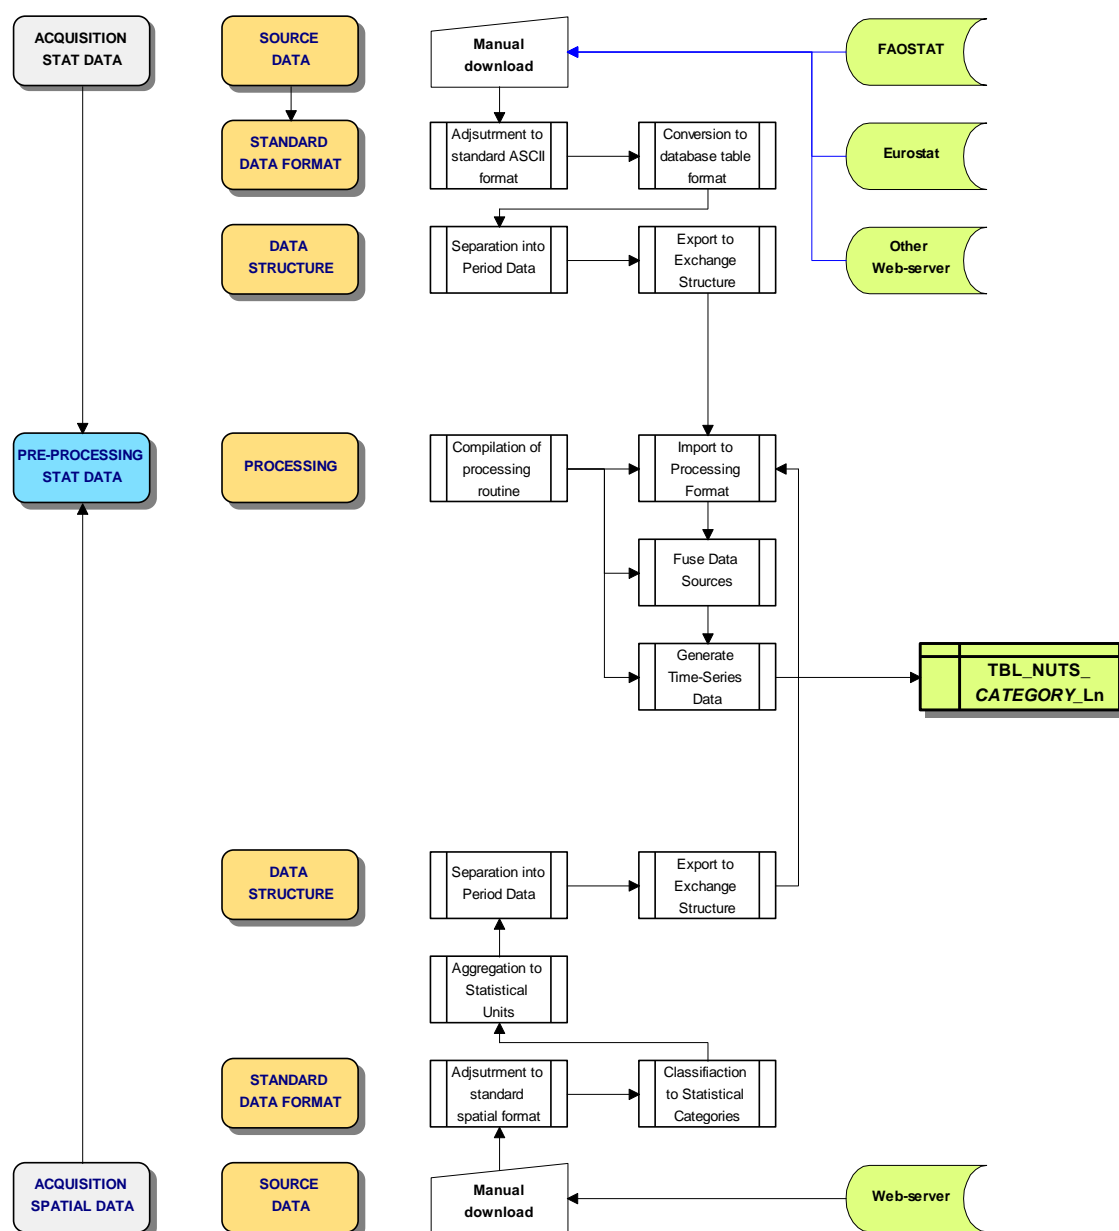 ACQUISITION
STAT DATA
SOURCE
DATA
Manual
download
FAOSTAT
STANDARD
DATA FORMAT
Adjsutrment to
standard ASCII
format
Conversion to
database table
format
Eurostat
DATA
STRUCTURE
Separation into
Period Data
Export to
Exchange
Structure
Other
Web-server
PRE-PROCESSING
STAT DATA
PROCESSING
Compilation of
processing
routine
Import to
Processing
Format
Fuse Data
Sources
Generate
Time-Series
Data
TBL_NUTS_
CATEGORY_Ln
DATA
STRUCTURE
Separation into
Period Data
Export to
Exchange
Structure
Aggregation to
Statistical
Units
STANDARD
DATA FORMAT
Adjsutrment to
standard
spatial format
Classifiaction
to Statistical
Categories
ACQUISITION
SPATIAL DATA
SOURCE
DATA
Manual
download
Web-server